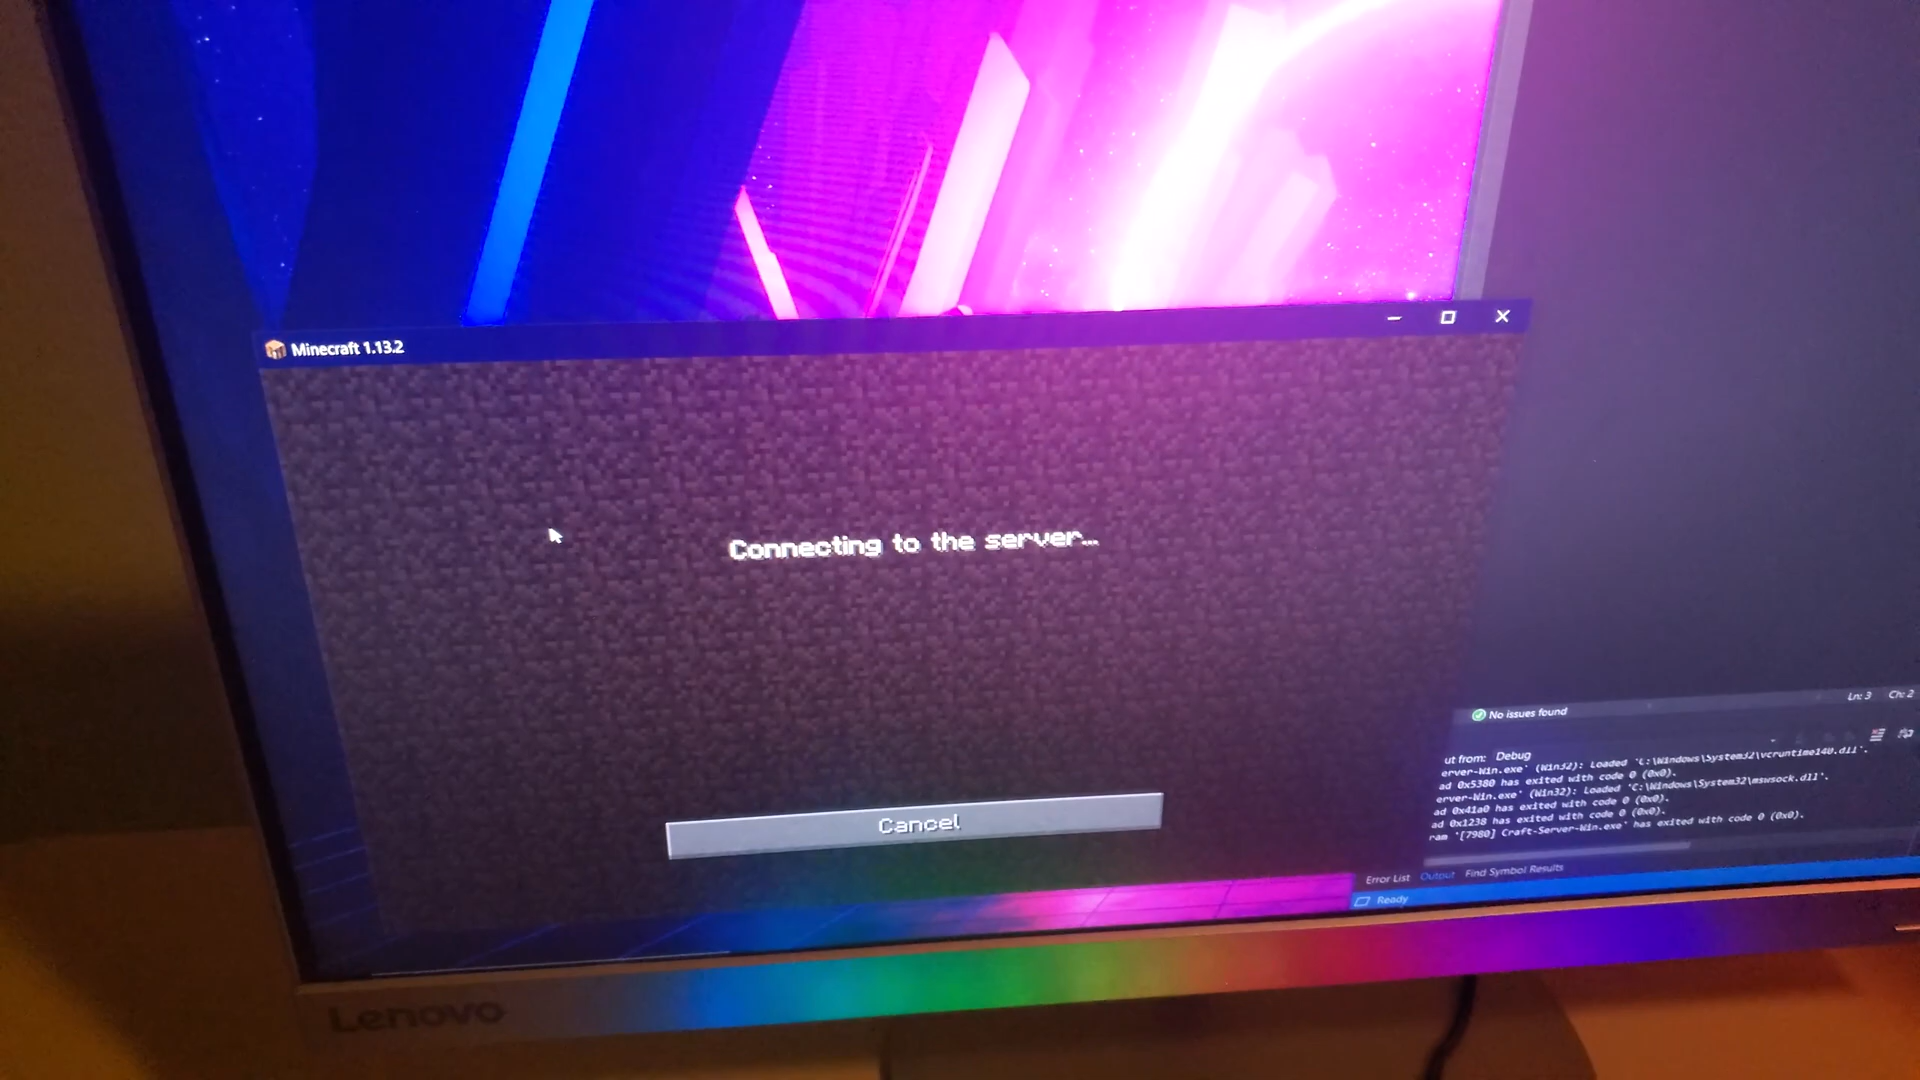 Minecraft 1.13.2
Connecting to the server...
Cancel
Ln: 3 Ch: 2
No issues found
ut from: Debug
erver-Win.exe' (Win32): Loaded 'C:\Windows\System32\vcruntime140.dll'.
ad 0x5380 has exited with code 0 (0x0).
erver-Win.exe' (Win32): Loaded 'C:\Windows\System32\mswsock.dll'.
ad 0x41a0 has exited with code 0 (0x0).
ad 0x1238 has exited with code 0 (0x0).
ram '[7980] Craft-Server-Win.exe' has exited with code 0 (0x0).
Error List Output Find Symbol Results
Ready
Lenovo